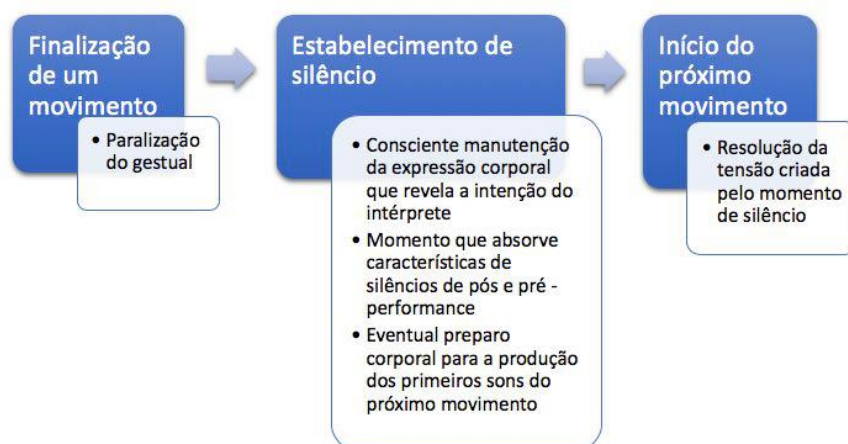 Finalização
de um
movimento
• Paralização
do gestual
Estabelecimento de
silêncio
• Consciente manutenção
da expressão corporal
que revela a intenção do
intérprete
• Momento que absorve
características de
silêncios de pós e pré -
performance
• Eventual preparo
corporal para a produção
dos primeiros sons do
próximo movimento
Início do
próximo
movimento
• Resolução da
tensão criada
pelo momento
de silêncio